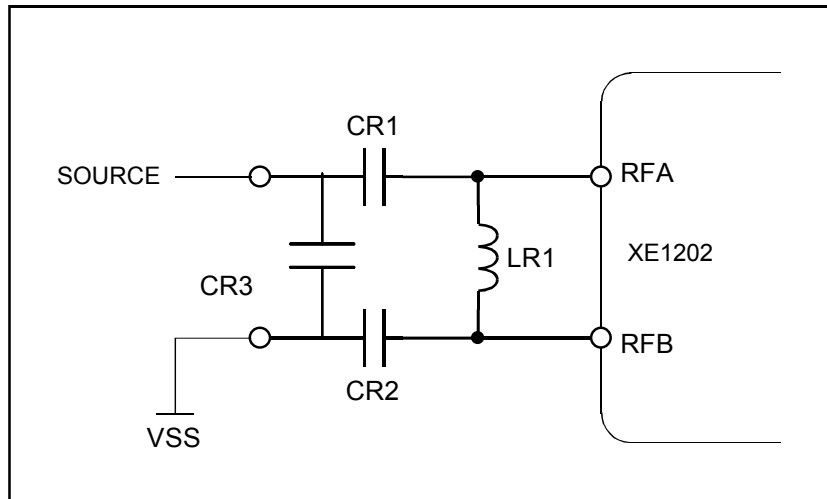 CR1
SOURCE
RFA
LR1
XE1202
CR3
RFB
CR2
VSS